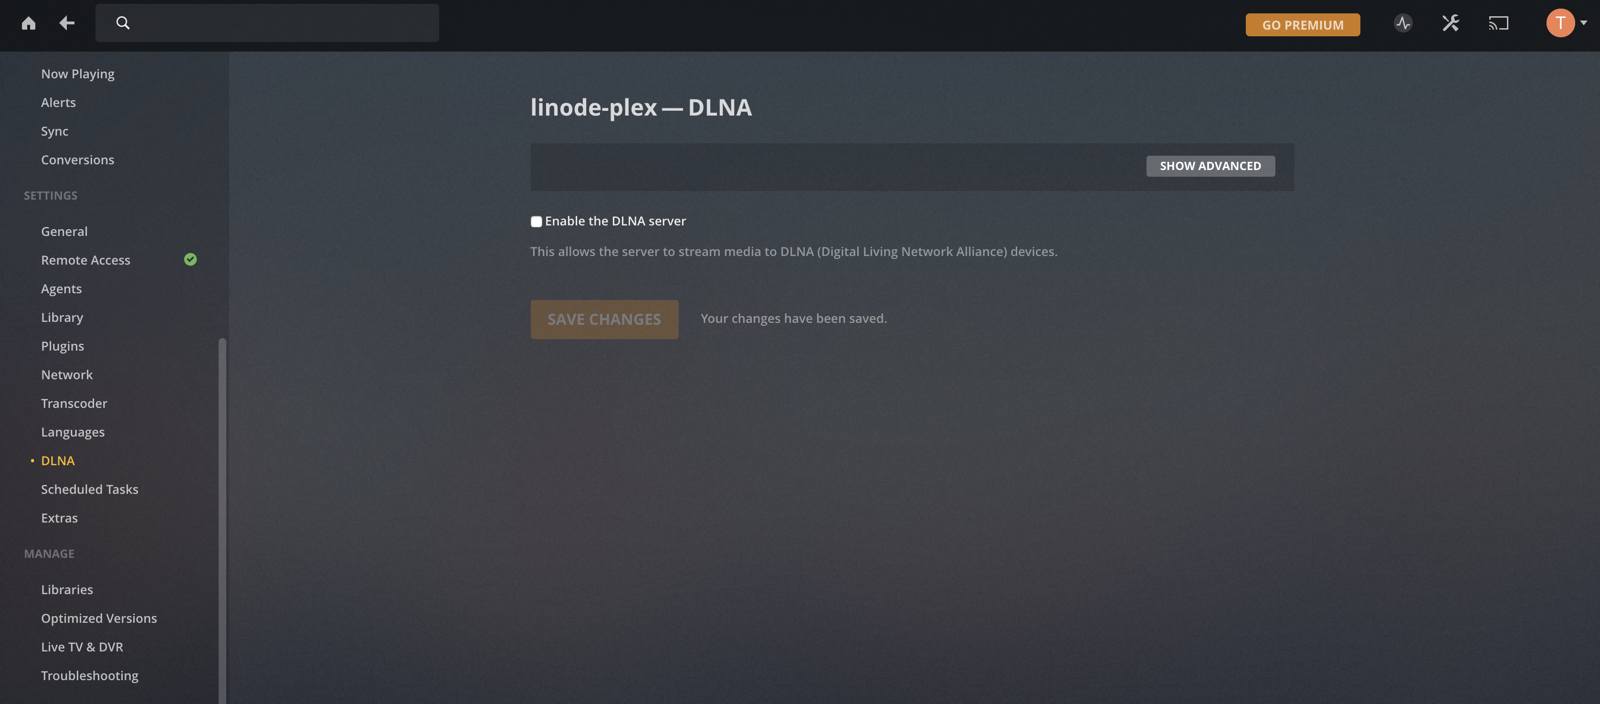 GO PREMIUM
T
Now Playing
Alerts
Sync
Conversions
SETTINGS
General
Remote Access
Agents
Library
Plugins
Network
Transcoder
Languages
• DLNA
Scheduled Tasks
Extras
MANAGE
Libraries
Optimized Versions
Live TV & DVR
Troubleshooting
linode-plex — DLNA
SHOW ADVANCED
Enable the DLNA server
This allows the server to stream media to DLNA (Digital Living Network Alliance) devices.
SAVE CHANGES Your changes have been saved.